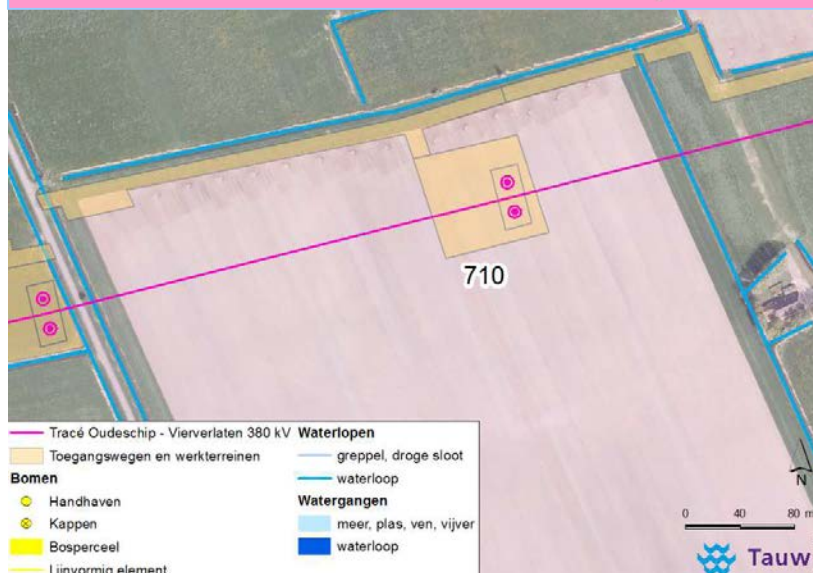 710
Tracé Oudeschip - Vierverlaten 380 kV
Toegangswegen en werkterreinen
Bomen
Handhaven
Kappen
Bosperceel
Lijnvormig element
Waterlopen
greppel, droge sloot
waterloop
Watergangen
meer, plas, ven, vijver
waterloop
N
0 40 80 m
Tauw